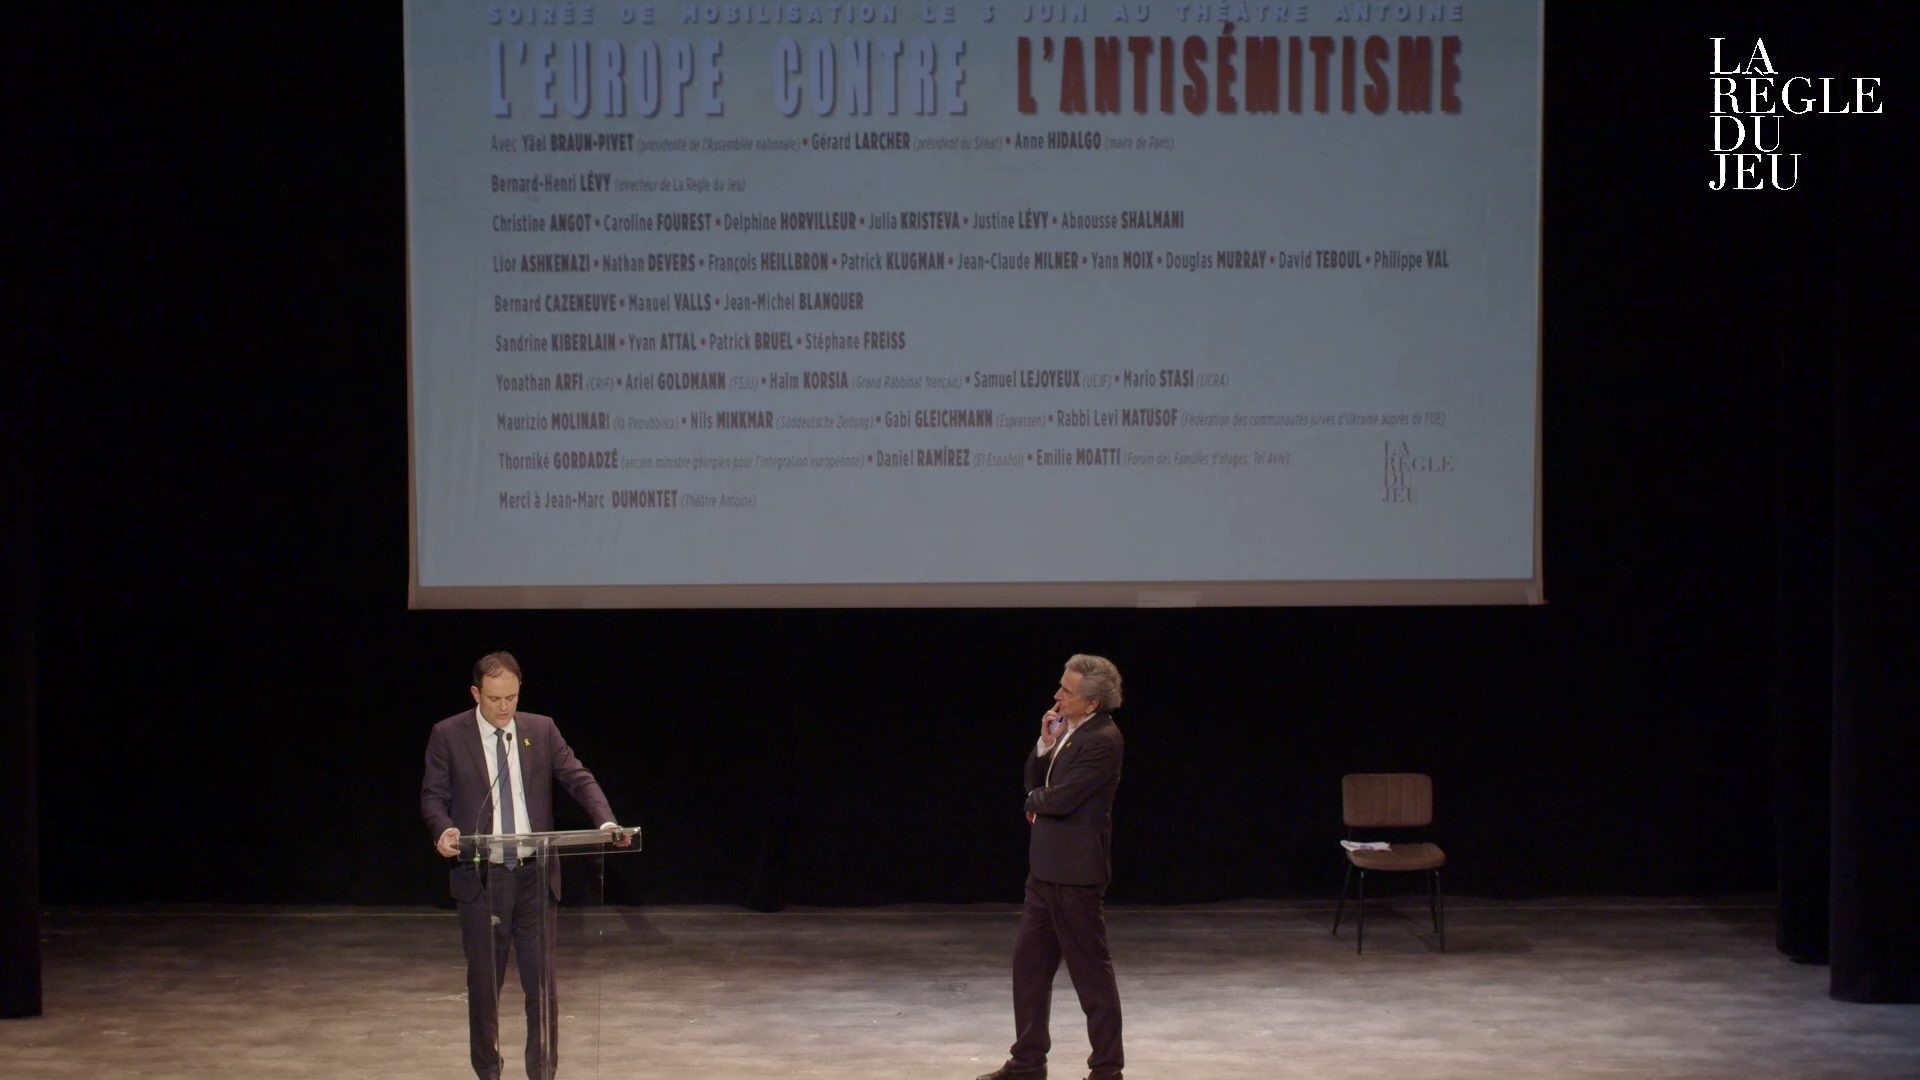 SOIRÉE DE MOBILISATION LE 3 JUIN AU THÉÂTRE ANTOINE
L'EUROPE CONTRE L'ANTISÉMITISME
Avec Yäel BRAUN-PIVET (présidente de l'Assemblée nationale) • Gérard LARCHER (président du Sénat) • Anne HIDALGO (maire de Paris)
Bernard-Henri LÉVY (directeur de La Règle du Jeu)
Christine ANGOT • Caroline FOUREST • Delphine HORVILLEUR • Julia KRISTEVA • Justine LÉVY • Abnousse SHALMANI
Lior ASHKENAZI • Nathan DEVERS • François HEILLBRON • Patrick KLUGMAN • Jean-Claude MILNER • Yann MOIX • Douglas MURRAY • David TEBOUL • Philippe VAL
Bernard CAZENEUVE • Manuel VALLS • Jean-Michel BLANQUER
Sandrine KIBERLAIN • Yvan ATTAL • Patrick BRUEL • Stéphane FREISS
Yonathan ARFI (CRIF) • Ariel GOLDMANN (FSJU) • Haïm KORSIA (Grand Rabbinat français) • Samuel LEJOYEUX (UEJF) • Mario STASI (LICRA)
Maurizio MOLINARI (la Repubblica) • Nils MINKMAR (Süddeutsche Zeitung) • Gabi GLEICHMANN (Expressen) • Rabbi Levi MATUSOF (Fédération des communautés juives d'Ukraine auprès de l'UE)
Thorniké GORDADZÉ (ancien ministre géorgien pour l'intégration européenne) • Daniel RAMÍREZ (El Español) • Emilie MOATTI (Forum des Familles d'otages, Tel Aviv)
Merci à Jean-Marc DUMONTET (Théâtre Antoine)
LA
RÈGLE
DU
JEU
LA
RÈGLE
DU
JEU